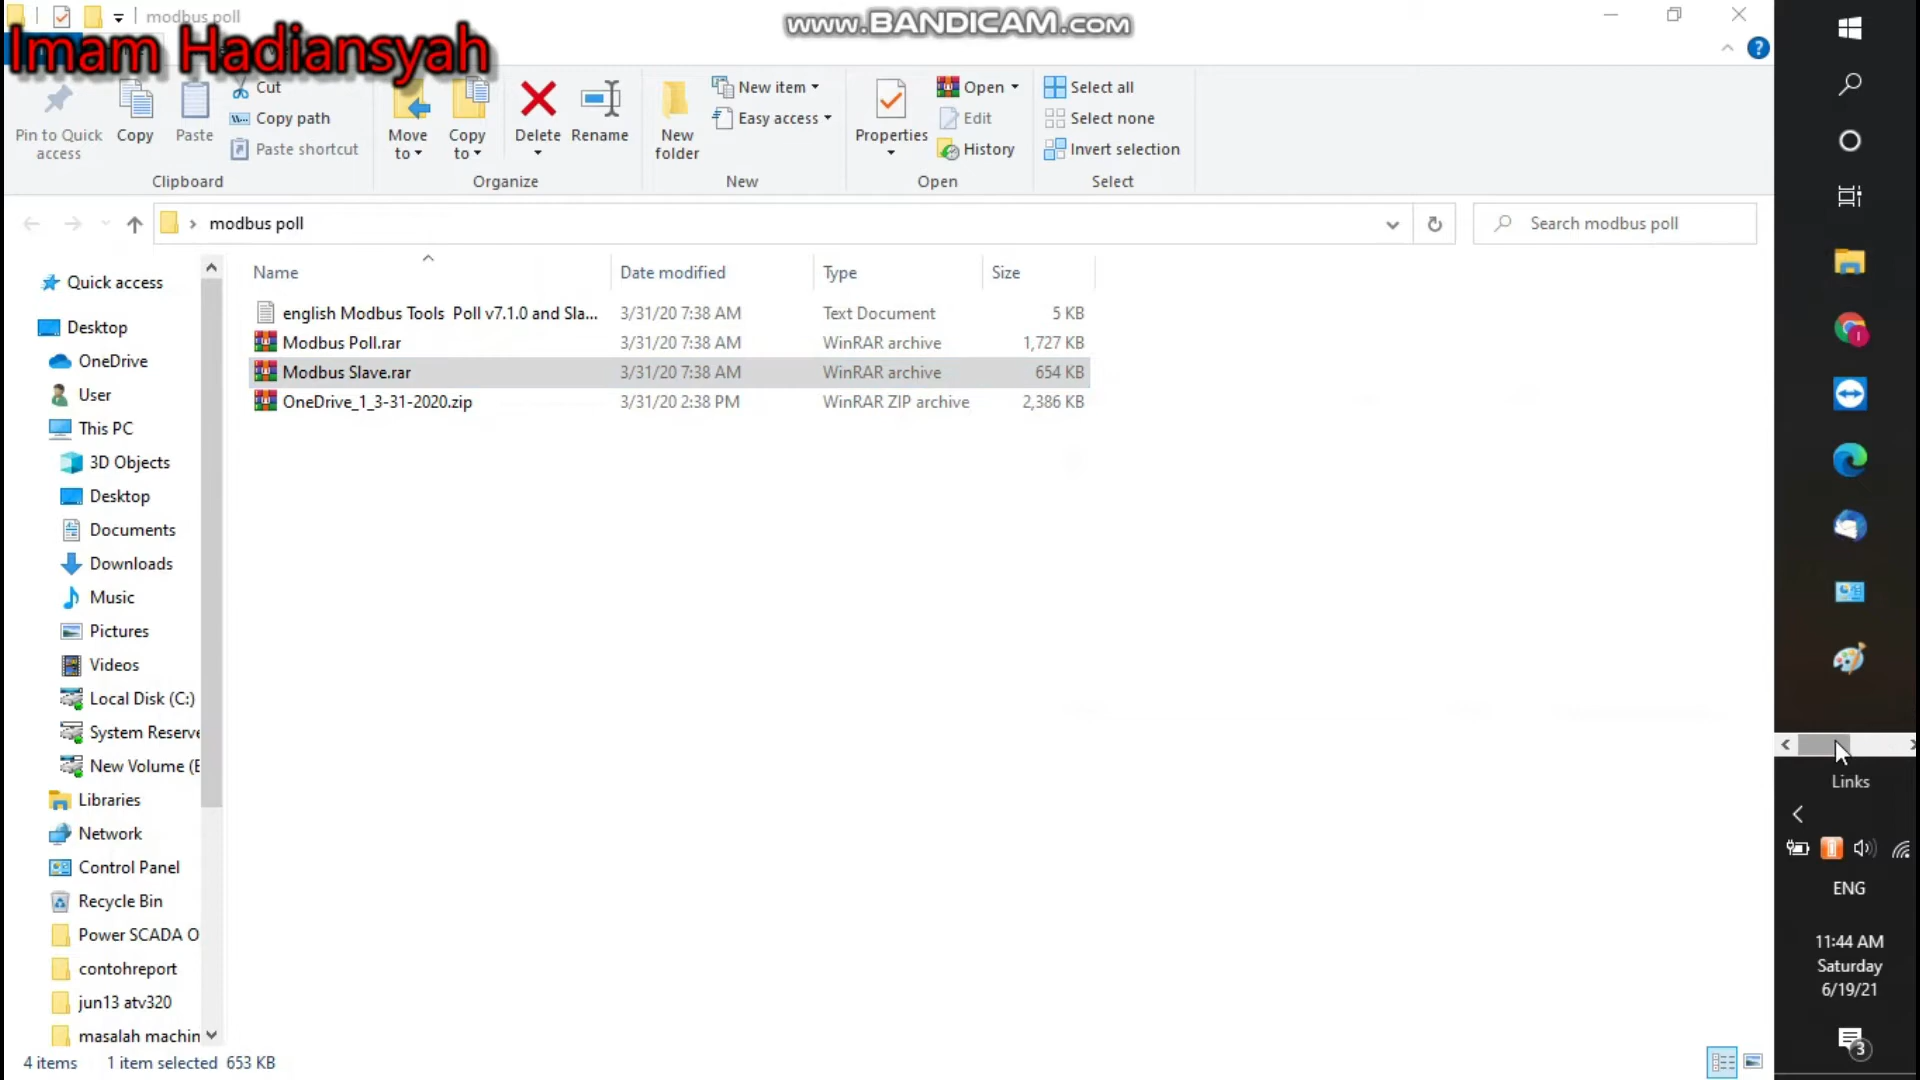 modbus poll
www.BANDICAM.com
Imam Hadiansyah
Pin to Quick access
Copy
Paste
Cut
Copy path
Paste shortcut
Clipboard
Move to
Copy to
Delete
Rename
Organize
New folder
New item
Easy access
New
Properties
Open
Edit
History
Open
Select all
Select none
Invert selection
Select
modbus poll
Search modbus poll
Name Date modified Type Size
english Modbus Tools Poll v7.1.0 and Sla... 3/31/20 7:38 AM Text Document 5 KB
Modbus Poll.rar 3/31/20 7:38 AM WinRAR archive 1,727 KB
Modbus Slave.rar 3/31/20 7:38 AM WinRAR archive 654 KB
OneDrive_1_3-31-2020.zip 3/31/20 2:38 PM WinRAR ZIP archive 2,386 KB
Quick access
Desktop
OneDrive
User
This PC
3D Objects
Desktop
Documents
Downloads
Music
Pictures
Videos
Local Disk (C:)
System Reserve
New Volume (E
Libraries
Network
Control Panel
Recycle Bin
Power SCADA O
contohreport
jun13 atv320
masalah machin
4 items 1 item selected 653 KB
Links
ENG
11:44 AM
Saturday
6/19/21
3